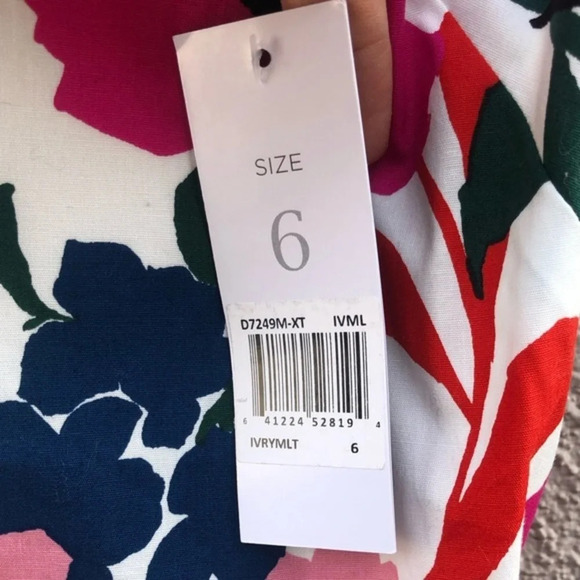 SIZE
6
D7249M-XT IVML
6 41224 52819 4
IVRYMLT 6